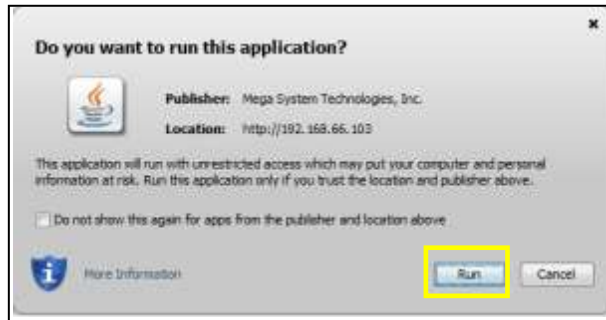 Do you want to run this application?
Publisher: Mega System Technologies, Inc.
Location: http://192.168.66.103
This application will run with unrestricted access which may put your computer and personal
information at risk. Run this application only if you trust the location and publisher above.
Do not show this again for apps from the publisher and location above
More Information
Run
Cancel